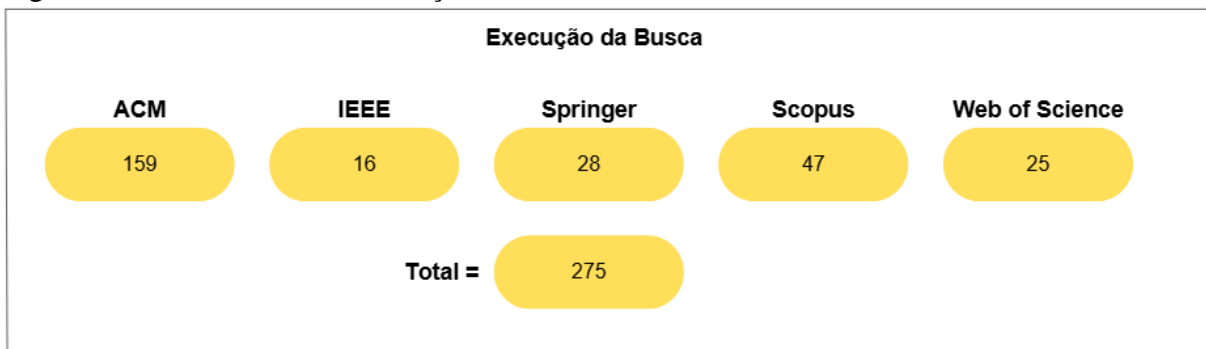 Execução da Busca
ACM IEEE Springer Scopus Web of Science
159 16 28 47 25
Total = 275